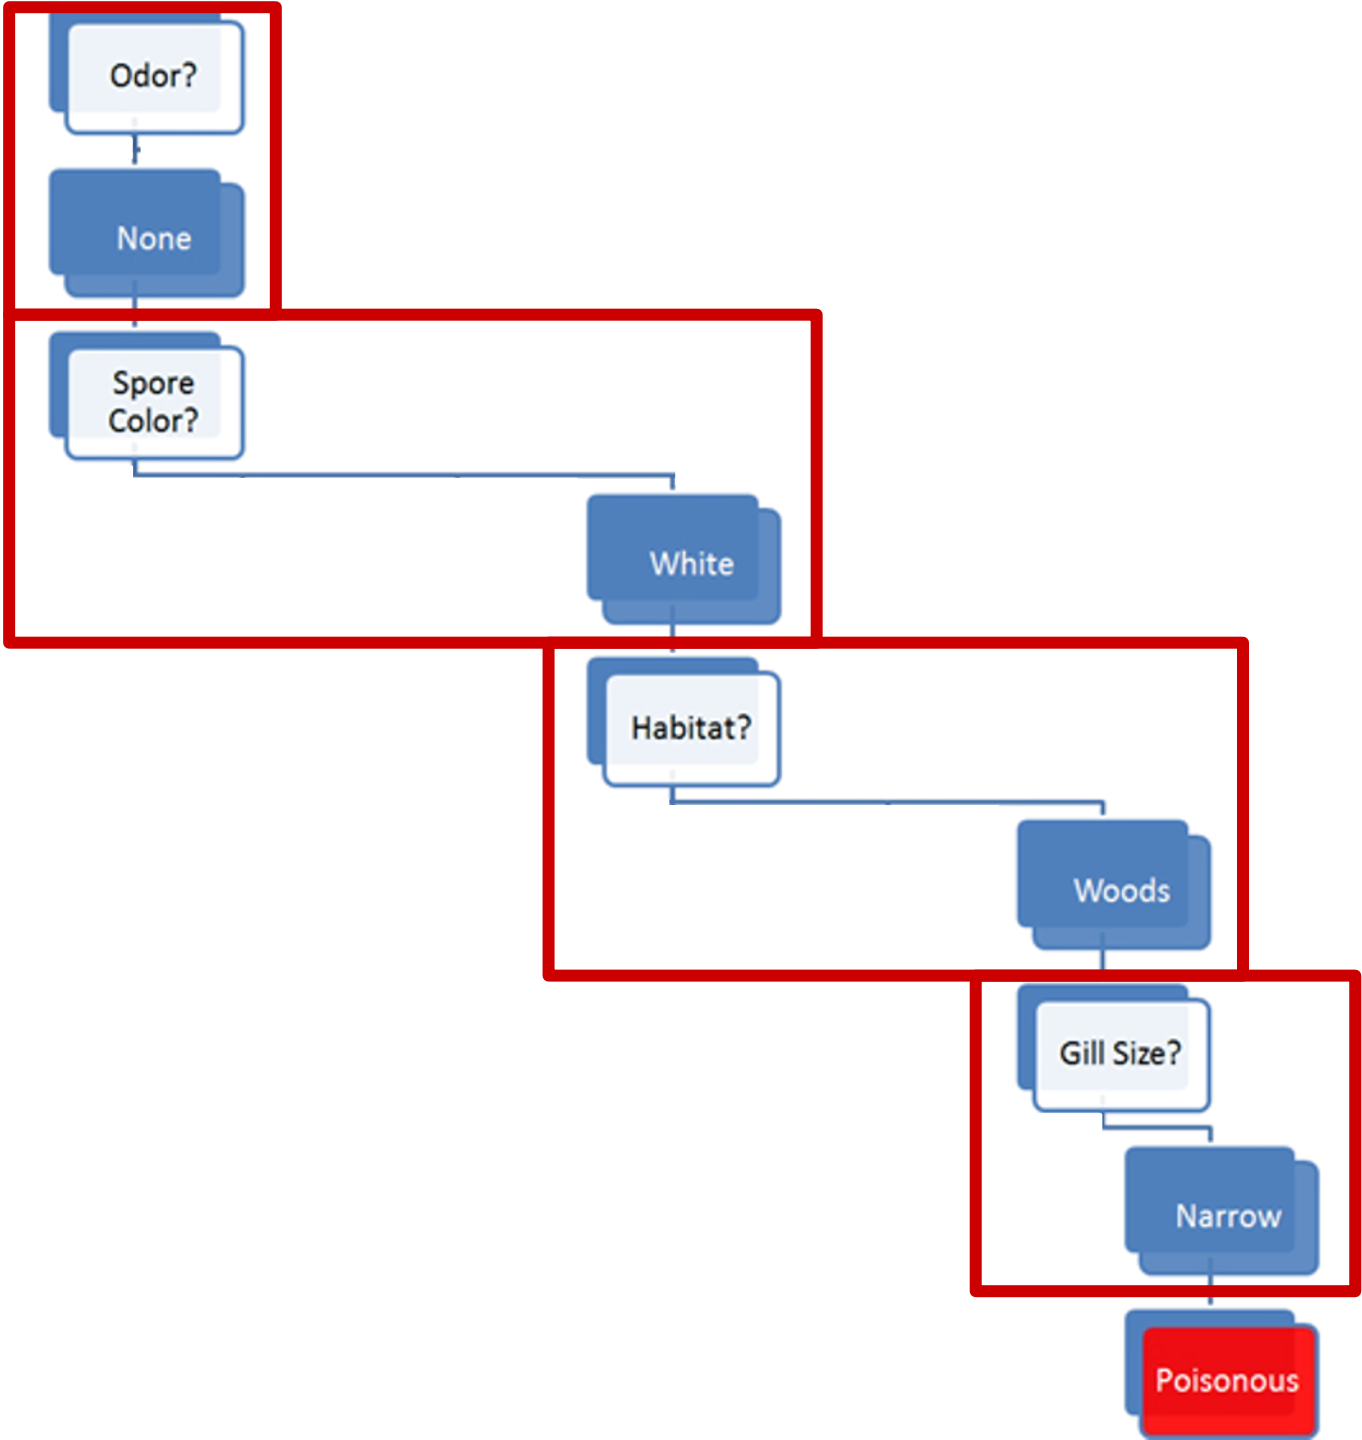 Odor?
None
Spore
Color?
White
Habitat?
Woods
Gill Size?
Narrow
Poisonous